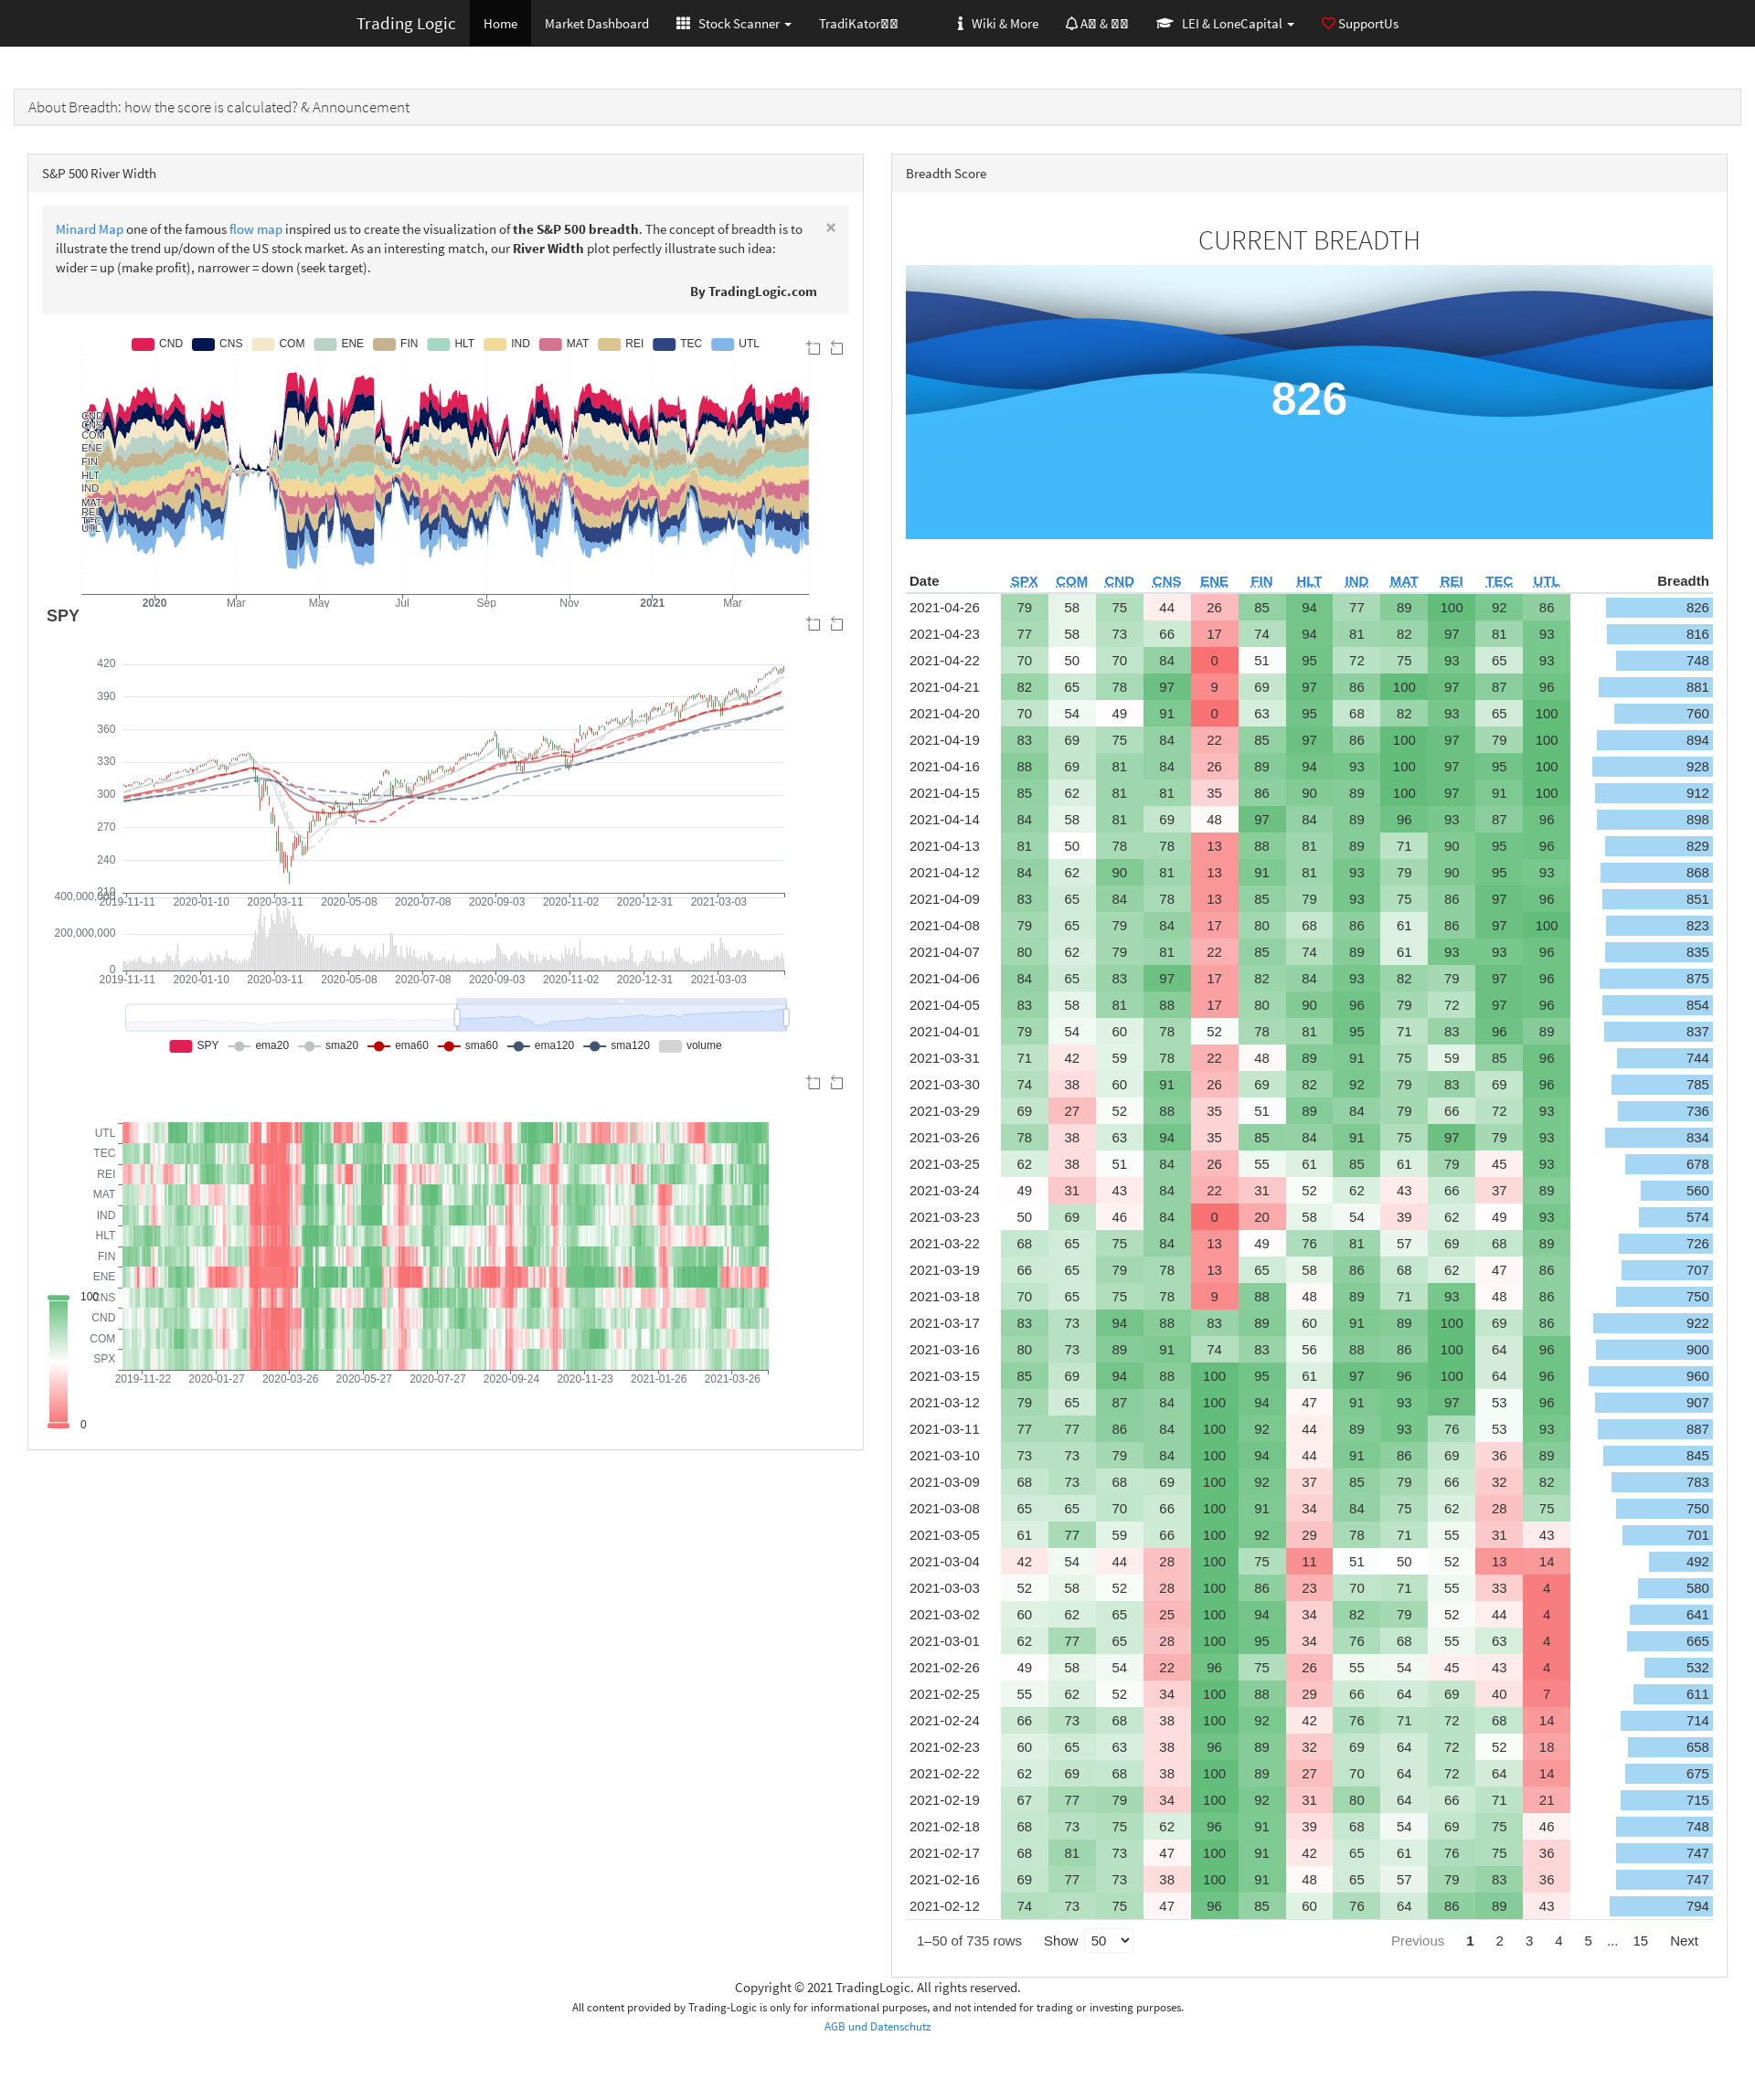 Trading Logic Home Market Dashboard Stock Scanner TradiKator Wiki & More A & LEI & LoneCapital SupportUs
About Breadth: how the score is calculated? & Announcement
S&P 500 River Width
Minard Map one of the famous flow map inspired us to create the visualization of the S&P 500 breadth. The concept of breadth is to
illustrate the trend up/down of the US stock market. As an interesting match, our River Width plot perfectly illustrate such idea:
wider = up (make profit), narrower = down (seek target).
×
By TradingLogic.com
CND CNS COM ENE FIN HLT IND MAT REI TEC UTL
CND
CNS
COM
ENE
FIN
HLT
IND
MAT
REI
TEC
UTL
2020 Mar May Jul Sep Nov 2021 Mar
SPY
420
390
360
330
300
270
240
210
2019-11-11 2020-01-10 2020-03-11 2020-05-08 2020-07-08 2020-09-03 2020-11-02 2020-12-31 2021-03-03
400,000,000
200,000,000
0
2019-11-11 2020-01-10 2020-03-11 2020-05-08 2020-07-08 2020-09-03 2020-11-02 2020-12-31 2021-03-03
SPY ema20 sma20 ema60 sma60 ema120 sma120 volume
UTL
TEC
REI
MAT
IND
HLT
FIN
ENE
CNS
CND
COM
SPX
100
0
2019-11-22 2020-01-27 2020-03-26 2020-05-27 2020-07-27 2020-09-24 2020-11-23 2021-01-26 2021-03-26
Breadth Score
CURRENT BREADTH
826
Date SPX COM CND CNS ENE FIN HLT IND MAT REI TEC UTL Breadth
2021-04-26 79 58 75 44 26 85 94 77 89 100 92 86 826
2021-04-23 77 58 73 66 17 74 94 81 82 97 81 93 816
2021-04-22 70 50 70 84 0 51 95 72 75 93 65 93 748
2021-04-21 82 65 78 97 9 69 97 86 100 97 87 96 881
2021-04-20 70 54 49 91 0 63 95 68 82 93 65 100 760
2021-04-19 83 69 75 84 22 85 97 86 100 97 79 100 894
2021-04-16 88 69 81 84 26 89 94 93 100 97 95 100 928
2021-04-15 85 62 81 81 35 86 90 89 100 97 91 100 912
2021-04-14 84 58 81 69 48 97 84 89 96 93 87 96 898
2021-04-13 81 50 78 78 13 88 81 89 71 90 95 96 829
2021-04-12 84 62 90 81 13 91 81 93 79 90 95 93 868
2021-04-09 83 65 84 78 13 85 79 93 75 86 97 96 851
2021-04-08 79 65 79 84 17 80 68 86 61 86 97 100 823
2021-04-07 80 62 79 81 22 85 74 89 61 93 93 96 835
2021-04-06 84 65 83 97 17 82 84 93 82 79 97 96 875
2021-04-05 83 58 81 88 17 80 90 96 79 72 97 96 854
2021-04-01 79 54 60 78 52 78 81 95 71 83 96 89 837
2021-03-31 71 42 59 78 22 48 89 91 75 59 85 96 744
2021-03-30 74 38 60 91 26 69 82 92 79 83 69 96 785
2021-03-29 69 27 52 88 35 51 89 84 79 66 72 93 736
2021-03-26 78 38 63 94 35 85 84 91 75 97 79 93 834
2021-03-25 62 38 51 84 26 55 61 85 61 79 45 93 678
2021-03-24 49 31 43 84 22 31 52 62 43 66 37 89 560
2021-03-23 50 69 46 84 0 20 58 54 39 62 49 93 574
2021-03-22 68 65 75 84 13 49 76 81 57 69 68 89 726
2021-03-19 66 65 79 78 13 65 58 86 68 62 47 86 707
2021-03-18 70 65 75 78 9 88 48 89 71 93 48 86 750
2021-03-17 83 73 94 88 83 89 60 91 89 100 69 86 922
2021-03-16 80 73 89 91 74 83 56 88 86 100 64 96 900
2021-03-15 85 69 94 88 100 95 61 97 96 100 64 96 960
2021-03-12 79 65 87 84 100 94 47 91 93 97 53 96 907
2021-03-11 77 77 86 84 100 92 44 89 93 76 53 93 887
2021-03-10 73 73 79 84 100 94 44 91 86 69 36 89 845
2021-03-09 68 73 68 69 100 92 37 85 79 66 32 82 783
2021-03-08 65 65 70 66 100 91 34 84 75 62 28 75 750
2021-03-05 61 77 59 66 100 92 29 78 71 55 31 43 701
2021-03-04 42 54 44 28 100 75 11 51 50 52 13 14 492
2021-03-03 52 58 52 28 100 86 23 70 71 55 33 4 580
2021-03-02 60 62 65 25 100 94 34 82 79 52 44 4 641
2021-03-01 62 77 65 28 100 95 34 76 68 55 63 4 665
2021-02-26 49 58 54 22 96 75 26 55 54 45 43 4 532
2021-02-25 55 62 52 34 100 88 29 66 64 69 40 7 611
2021-02-24 66 73 68 38 100 92 42 76 71 72 68 14 714
2021-02-23 60 65 63 38 96 89 32 69 64 72 52 18 658
2021-02-22 62 69 68 38 100 89 27 70 64 72 64 14 675
2021-02-19 67 77 79 34 100 92 31 80 64 66 71 21 715
2021-02-18 68 73 75 62 96 91 39 68 54 69 75 46 748
2021-02-17 68 81 73 47 100 91 42 65 61 76 75 36 747
2021-02-16 69 77 73 38 100 91 48 65 57 79 83 36 747
2021-02-12 74 73 75 47 96 85 60 76 64 86 89 43 794
1–50 of 735 rows Show 50 Previous 1 2 3 4 5 ... 15 Next
Copyright © 2021 TradingLogic. All rights reserved.
All content provided by Trading-Logic is only for informational purposes, and not intended for trading or investing purposes.
AGB und Datenschutz